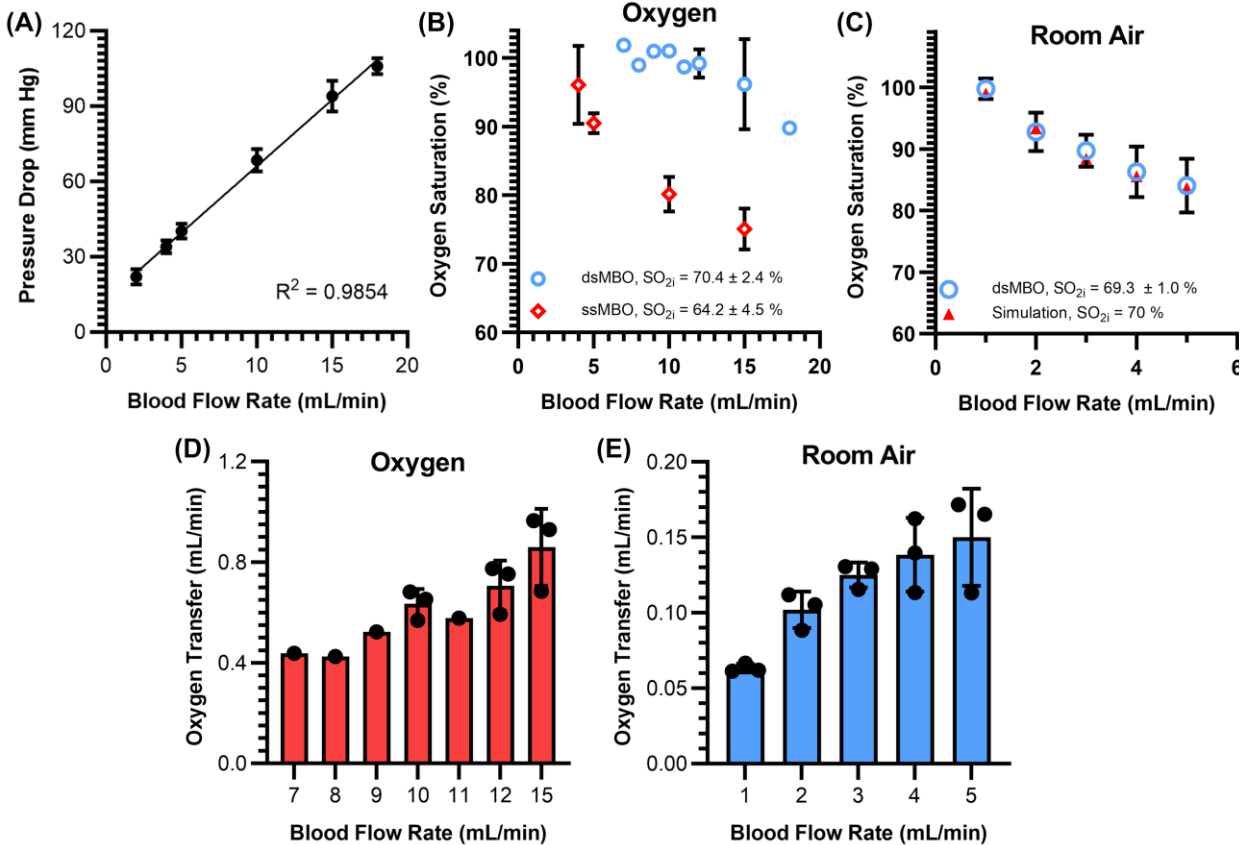 (A)
Pressure Drop (mm Hg)
120
90
60
30
0
R² = 0.9854
0 5 10 15 20
Blood Flow Rate (mL/min)
(B)
Oxygen
Oxygen Saturation (%)
100
90
80
70
60
dsMBO, SO₂ᵢ = 70.4 ± 2.4 %
ssMBO, SO₂ᵢ = 64.2 ± 4.5 %
0 5 10 15 20
Blood Flow Rate (mL/min)
(C)
Room Air
Oxygen Saturation (%)
100
90
80
70
60
dsMBO, SO₂ᵢ = 69.3 ± 1.0 %
Simulation, SO₂ᵢ = 70 %
0 2 4 6
Blood Flow Rate (mL/min)
(D)
Oxygen
Oxygen Transfer (mL/min)
1.2
0.8
0.4
0.0
7 8 9 10 11 12 15
Blood Flow Rate (mL/min)
(E)
Room Air
Oxygen Transfer (mL/min)
0.20
0.15
0.10
0.05
0.00
1 2 3 4 5
Blood Flow Rate (mL/min)